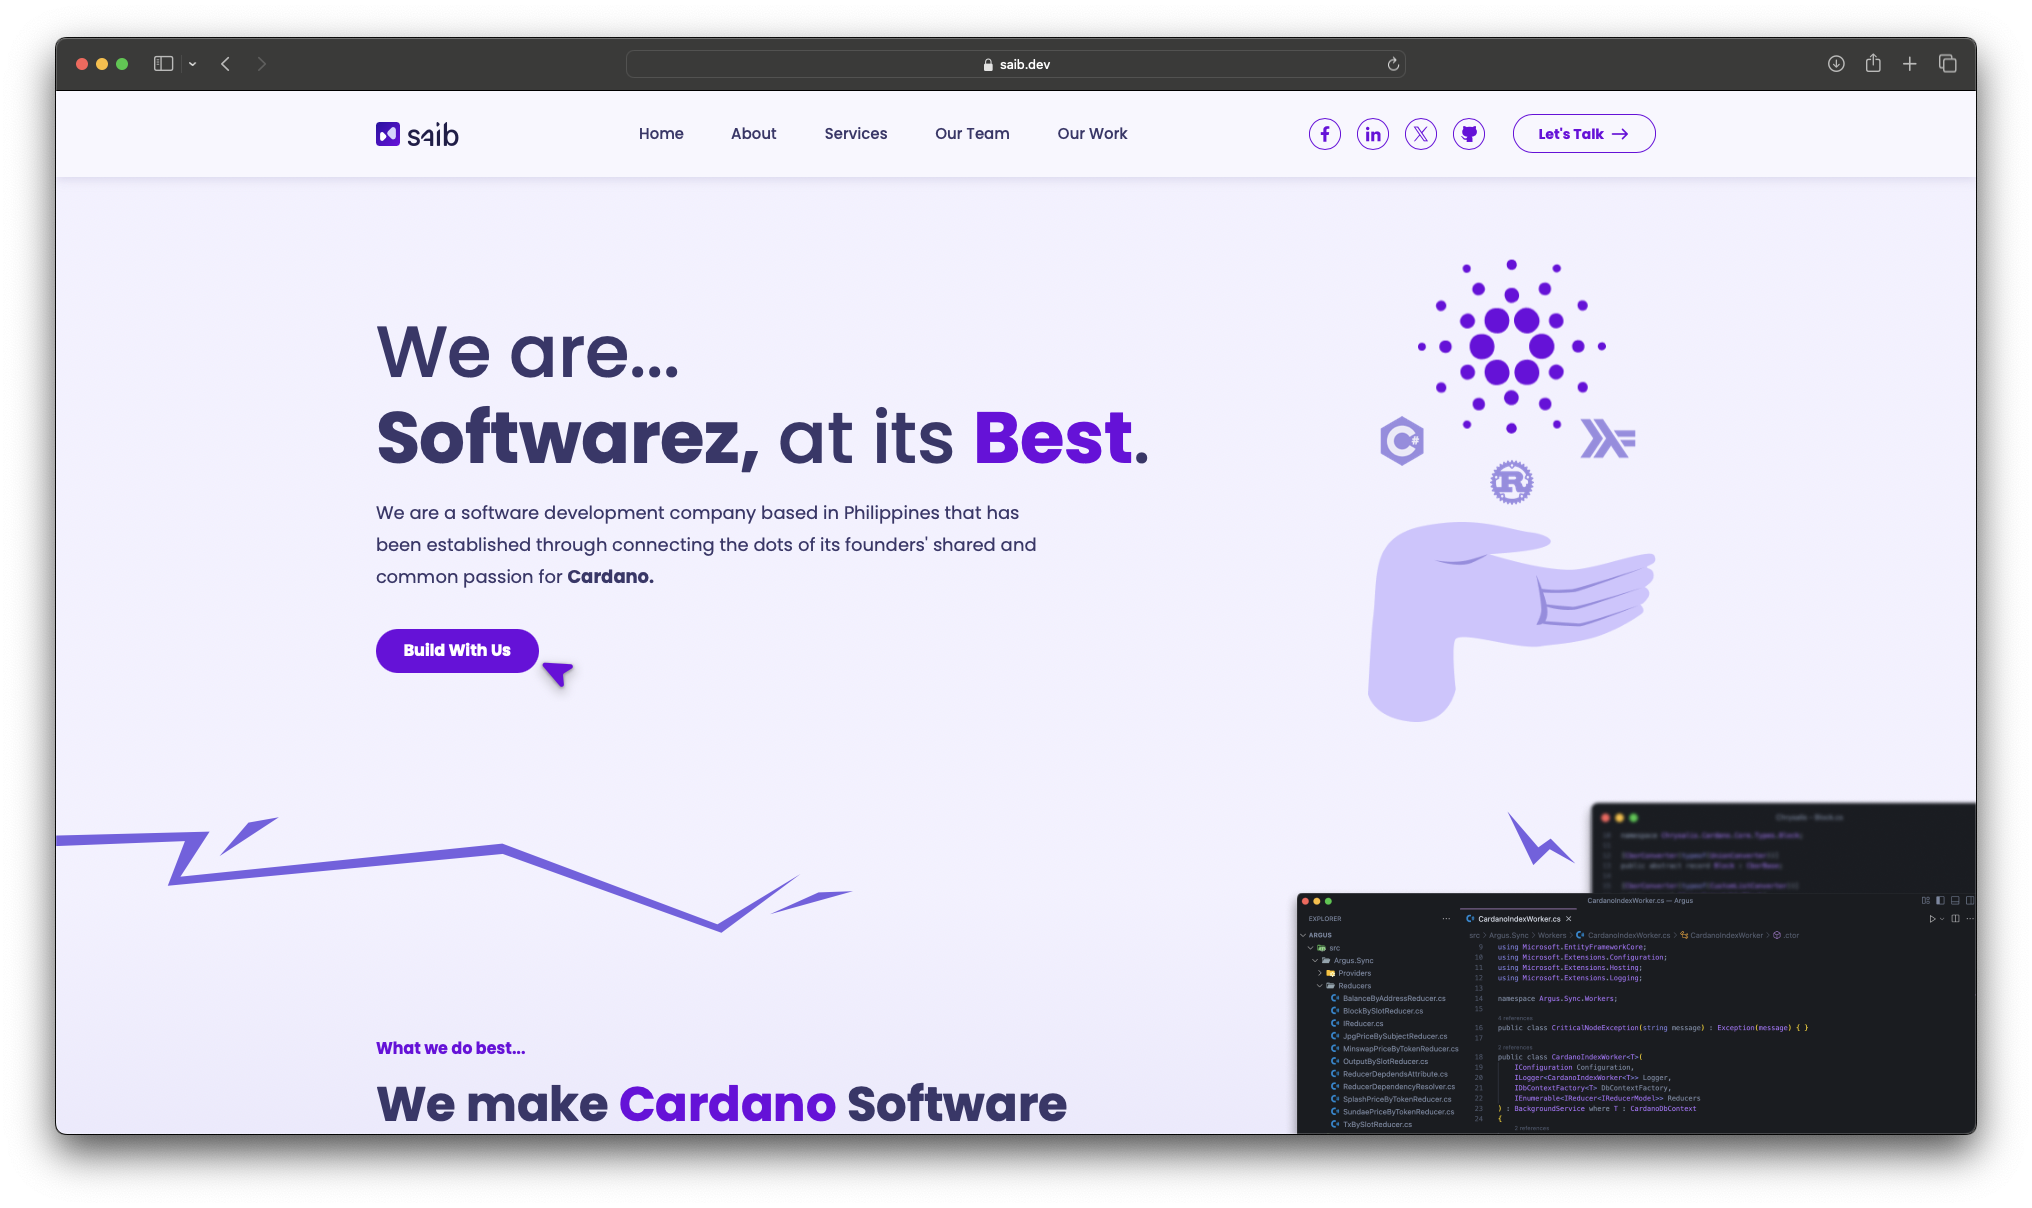 saib.dev
saib
Home
About
Services
Our Team
Our Work
Let's Talk
We are...
Softwarez, at its Best.
We are a software development company based in Philippines that has
been established through connecting the dots of its founders' shared and
common passion for Cardano.
Build With Us
What we do best...
We make Cardano Software
CardanoIndexWorker.cs — Argus
EXPLORER
ARGUS
src
Argus.Sync
Providers
Reducers
BalanceByAddressReducer.cs
BlockBySlotReducer.cs
IReducer.cs
JpgPriceBySubjectReducer.cs
MinswapPriceByTokenReducer.cs
OutputBySlotReducer.cs
ReducerDepdendsAttribute.cs
ReducerDependencyResolver.cs
SplashPriceByTokenReducer.cs
SundaePriceByTokenReducer.cs
TxBySlotReducer.cs
CardanoIndexWorker.cs
src > Argus.Sync > Workers > CardanoIndexWorker.cs > CardanoIndexWorker > .ctor
9 using Microsoft.EntityFrameworkCore;
10 using Microsoft.Extensions.Configuration;
11 using Microsoft.Extensions.Hosting;
12 using Microsoft.Extensions.Logging;
13
14 namespace Argus.Sync.Workers;
15
4 references
16 public class CriticalNodeException(string message) : Exception(message) { }
17
2 references
18 public class CardanoIndexWorker<T>(
19 IConfiguration Configuration,
20 ILogger<CardanoIndexWorker<T>> Logger,
21 IDbContextFactory<T> DbContextFactory,
22 IEnumerable<IReducer<IReducerModel>> Reducers
23 ) : BackgroundService where T : CardanoDbContext
24 {
2 references